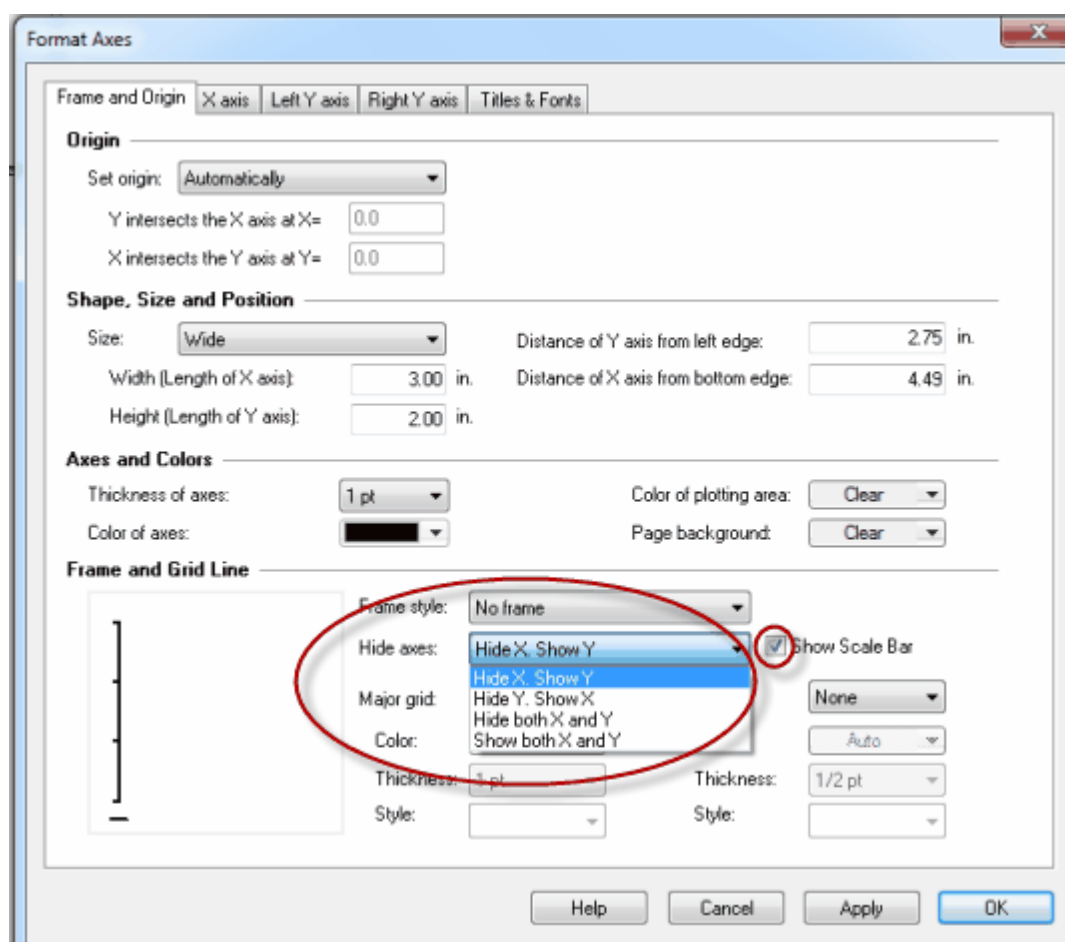 Format Axes
Frame and Origin X axis Left Y axis Right Y axis Titles & Fonts
Origin
Set origin: Automatically
Y intersects the X axis at X= 0.0
X intersects the Y axis at Y= 0.0
Shape, Size and Position
Size: Wide Distance of Y axis from left edge: 2.75 in.
Width (Length of X axis): 3.00 in. Distance of X axis from bottom edge: 4.49 in.
Height (Length of Y axis): 2.00 in.
Axes and Colors
Thickness of axes: 1 pt Color of plotting area: Clear
Color of axes: Page background: Clear
Frame and Grid Line
Frame style: No frame
Hide axes: Hide X. Show Y Show Scale Bar
Hide X. Show Y
Major grid: Hide Y. Show X None
Hide both X and Y
Color: Show both X and Y Auto
Thickness: 1 pt Thickness: 1/2 pt
Style: Style:
Help Cancel Apply OK